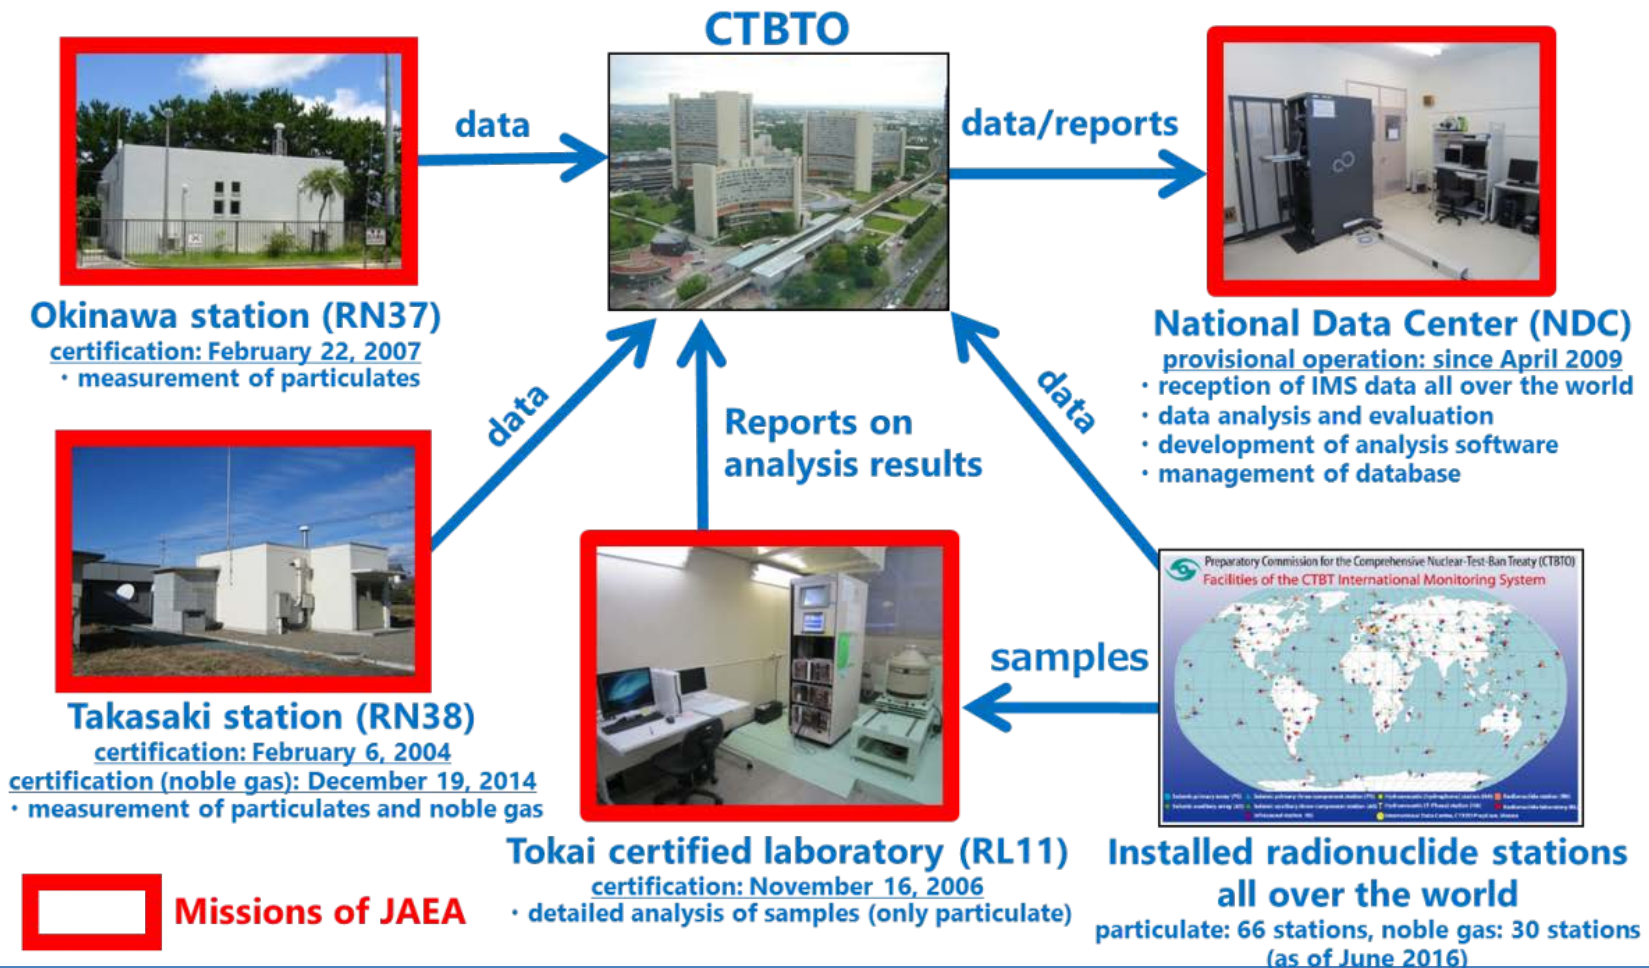 CTBTO
data
data/reports
Okinawa station (RN37)
certification: February 22, 2007
・measurement of particulates
National Data Center (NDC)
provisional operation: since April 2009
・reception of IMS data all over the world
・data analysis and evaluation
・development of analysis software
・management of database
data
Reports on
analysis results
data
Takasaki station (RN38)
certification: February 6, 2004
certification (noble gas): December 19, 2014
・measurement of particulates and noble gas
samples
Preparatory Commission for the Comprehensive Nuclear-Test-Ban Treaty (CTBTO)
Facilities of the CTBT International Monitoring System
Tokai certified laboratory (RL11)
certification: November 16, 2006
・detailed analysis of samples (only particulate)
Installed radionuclide stations
all over the world
particulate: 66 stations, noble gas: 30 stations
(as of June 2016)
Missions of JAEA